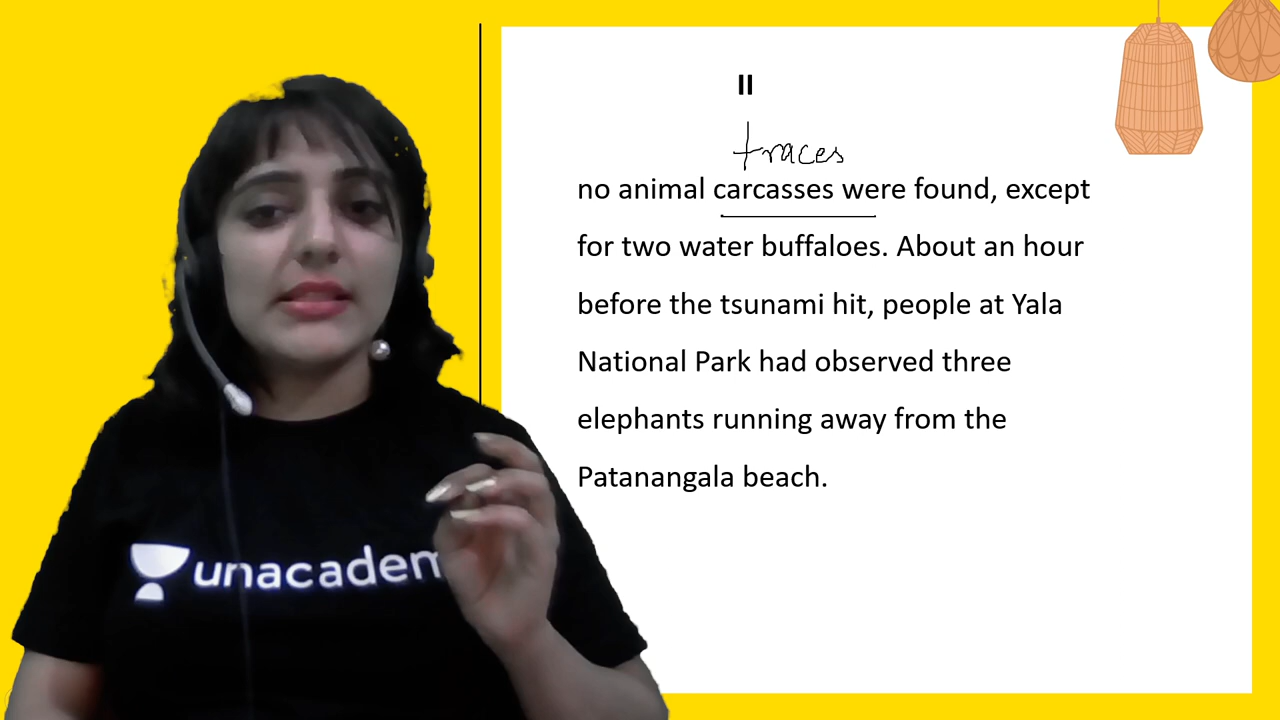 II
traces
no animal carcasses were found, except
for two water buffaloes. About an hour
before the tsunami hit, people at Yala
National Park had observed three
elephants running away from the
Patanangala beach.
unacadem